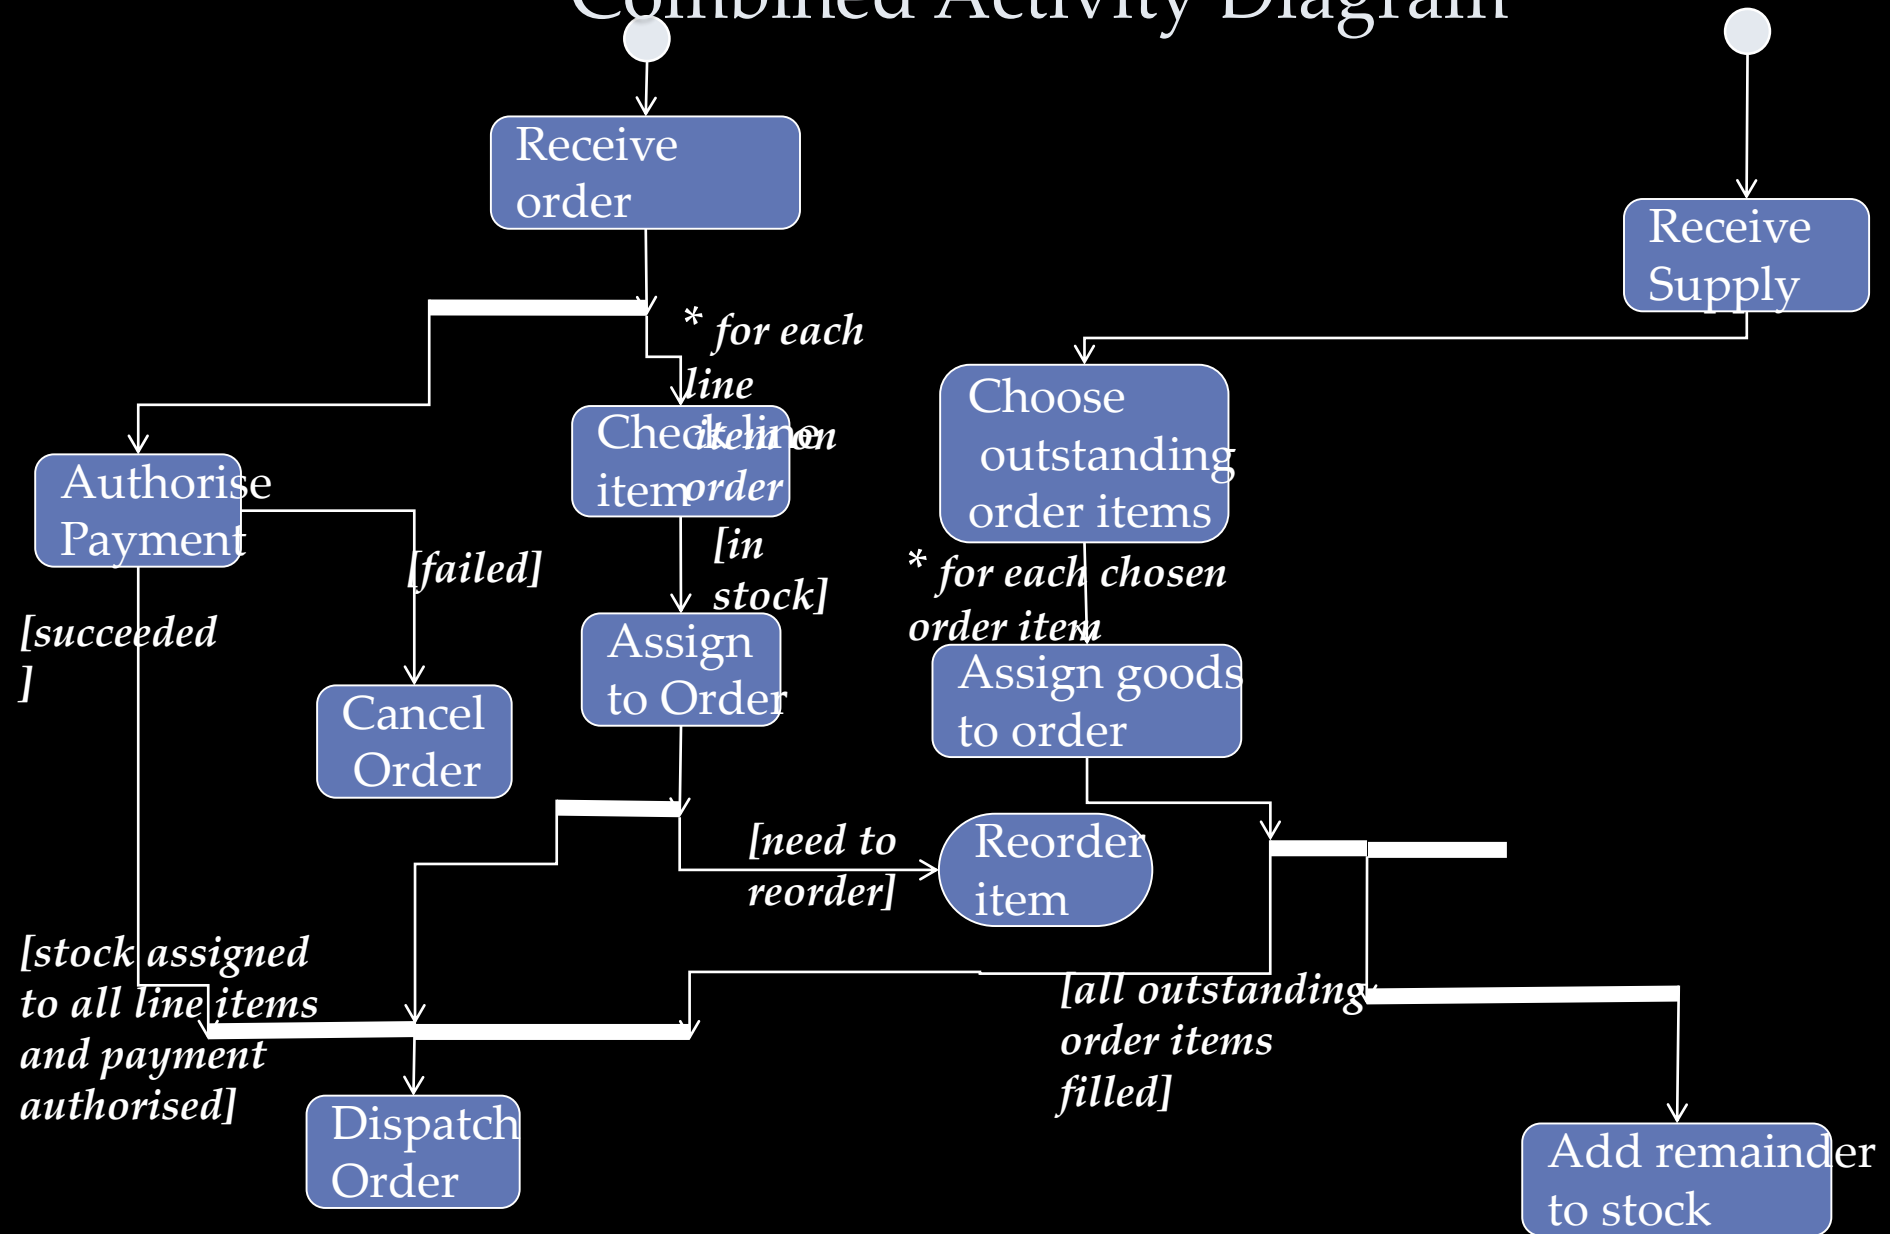 Combined Activity Diagram
Receive
order
Receive
Supply
* for each
line
item on
order
Check line
item
Choose
outstanding
order items
Authorise
Payment
[failed]
[in
stock]
* for each chosen
order item
[succeeded
]
Assign
to Order
Assign goods
to order
Cancel
Order
[need to
reorder]
Reorder
item
[stock assigned
to all line items
and payment
authorised]
[all outstanding
order items
filled]
Dispatch
Order
Add remainder
to stock